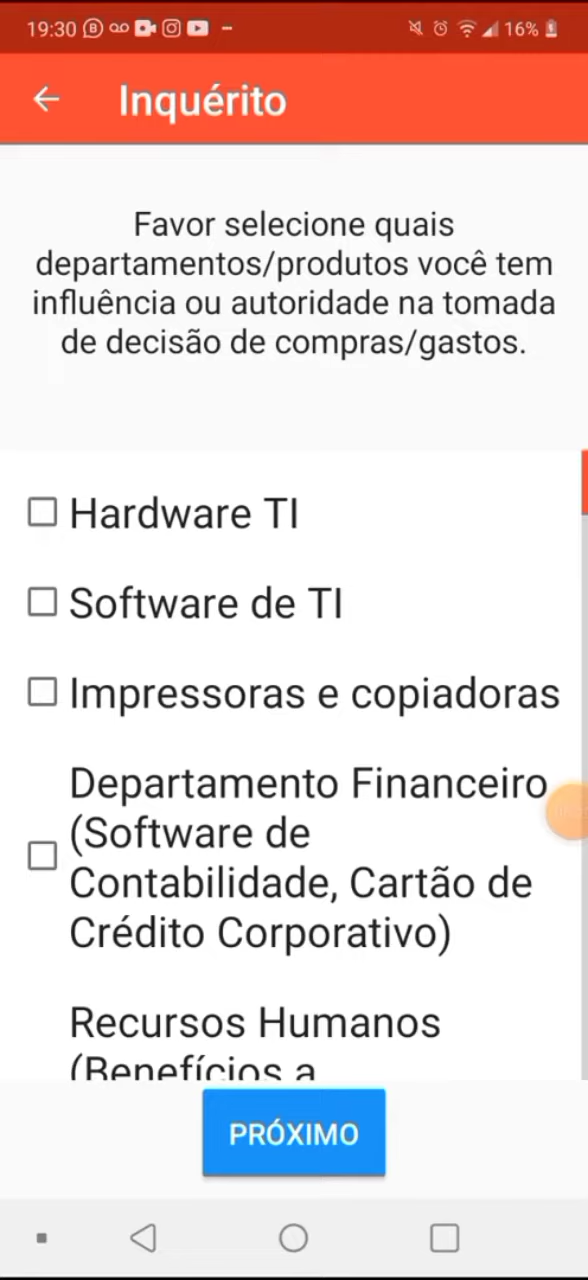 19:30
16%
Inquérito
Favor selecione quais
departamentos/produtos você tem
influência ou autoridade na tomada
de decisão de compras/gastos.
Hardware TI
Software de TI
Impressoras e copiadoras
Departamento Financeiro
(Software de
Contabilidade, Cartão de
Crédito Corporativo)
Recursos Humanos
(Benefícios a
PRÓXIMO